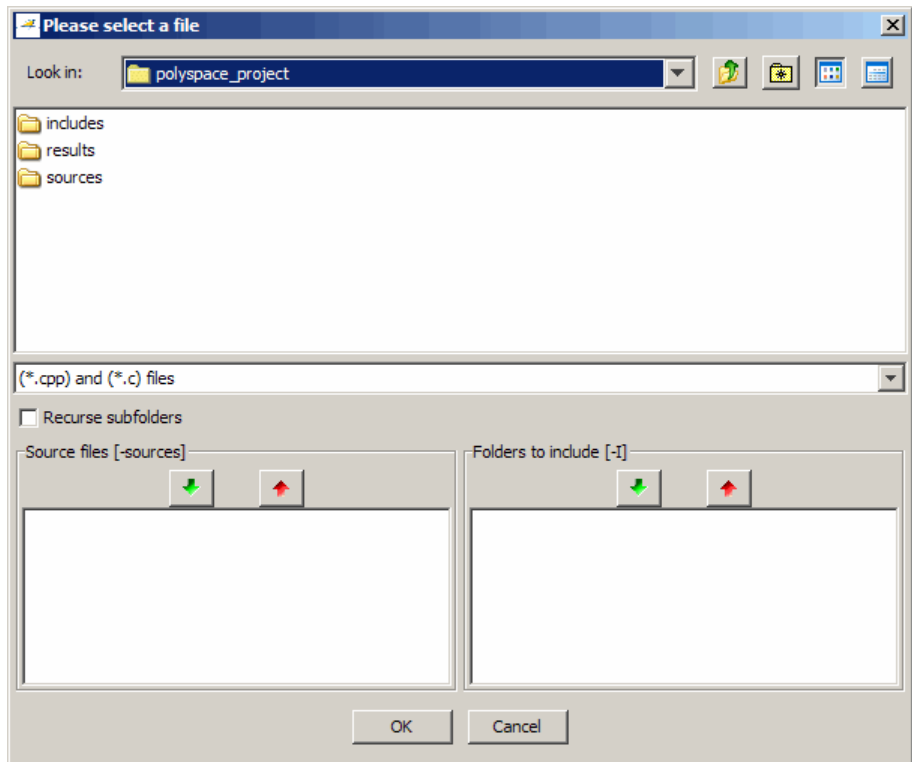 Please select a file
Look in: polyspace_project
includes
results
sources
(*.cpp) and (*.c) files
Recurse subfolders
Source files [-sources] Folders to include [-I]
OK Cancel